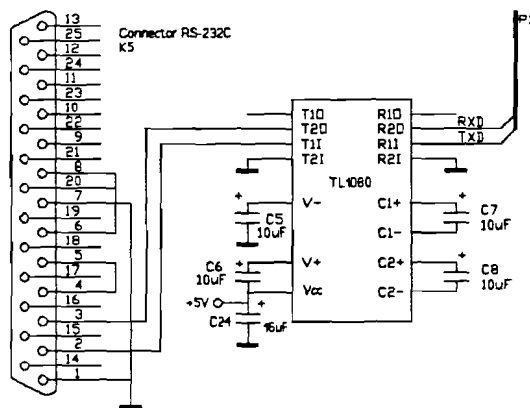 13
25
12
24
11
23
10
22
9
21
8
20
7
19
6
18
5
17
4
16
3
15
2
14
1
Connector RS-232C
K5
T1O
T2O
T1I
T2I
V-
V+
Vcc
R1O
R2O
R1I
R2I
TL1080
C1+
C1-
C2+
C2-
RXD
TXD
+
C5
10uF
+
C6
10uF
+5V
+
C24
16uF
+
C7
10uF
+
C8
10uF